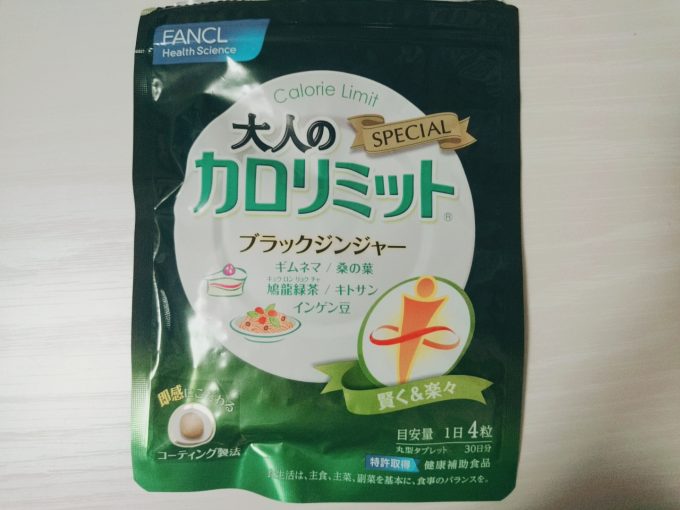 FANCL
Health Science
Calorie Limit
大人の
SPECIAL
カロリミット®
ブラックジンジャー
ギムネマ / 桑の葉
キュウ ロン リョク チャ
鳩龍緑茶 / キトサン
インゲン豆
賢く&楽々
即感にこだわる
コーティング製法
目安量 1日4粒
丸型タブレット 30日分
特許取得 健康補助食品
食生活は、主食、主菜、副菜を基本に、食事のバランスを。